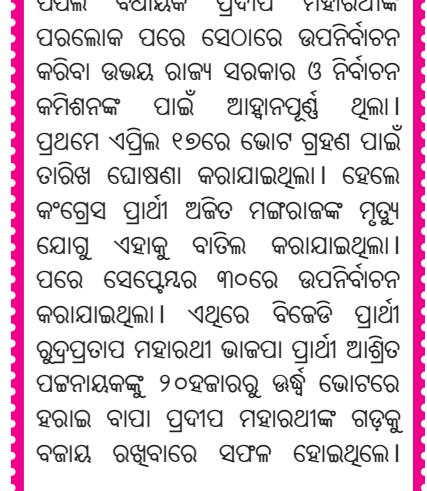 ପିପିଲି ବିଧାୟକ ପ୍ରଦୀପ ମହାରଥୀଙ୍କ
ପରଲୋକ ପରେ ସେଠାରେ ଉପନିର୍ବାଚନ
କରିବା ଉଭୟ ରାଜ୍ୟ ସରକାର ଓ ନିର୍ବାଚନ
କମିଶନଙ୍କ ପାଇଁ ଆହ୍ବାନପୂର୍ଣ୍ଣ ଥିଲା।
ପ୍ରଥମେ ଏପ୍ରିଲ ୧୭ରେ ଭୋଟ ଗ୍ରହଣ ପାଇଁ
ତାରିଖ ଘୋଷଣା କରାଯାଇଥିଲା। ହେଲେ
କଂଗ୍ରେସ ପ୍ରାର୍ଥୀ ଅଜିତ ମଙ୍ଗରାଜଙ୍କ ମୃତ୍ୟୁ
ଯୋଗୁ ଏହାକୁ ବାତିଲ କରାଯାଇଥିଲା।
ପରେ ସେପ୍ଟେମ୍ବର ୩୦ରେ ଉପନିର୍ବାଚନ
କରାଯାଇଥିଲା। ଏଥିରେ ବିଜେଡି ପ୍ରାର୍ଥୀ
ରୁଦ୍ରପ୍ରତାପ ମହାରଥୀ ଭାଜପା ପ୍ରାର୍ଥୀ ଆଶ୍ରିତ
ପଟ୍ଟନାୟକଙ୍କୁ ୨୦ହଜାରରୁ ଊର୍ଦ୍ଧ୍ବ ଭୋଟରେ
ହରାଇ ବାପା ପ୍ରଦୀପ ମହାରଥୀଙ୍କ ଗଡ଼କୁ
ବଜାୟ ରଖିବାରେ ସଫଳ ହୋଇଥିଲେ।